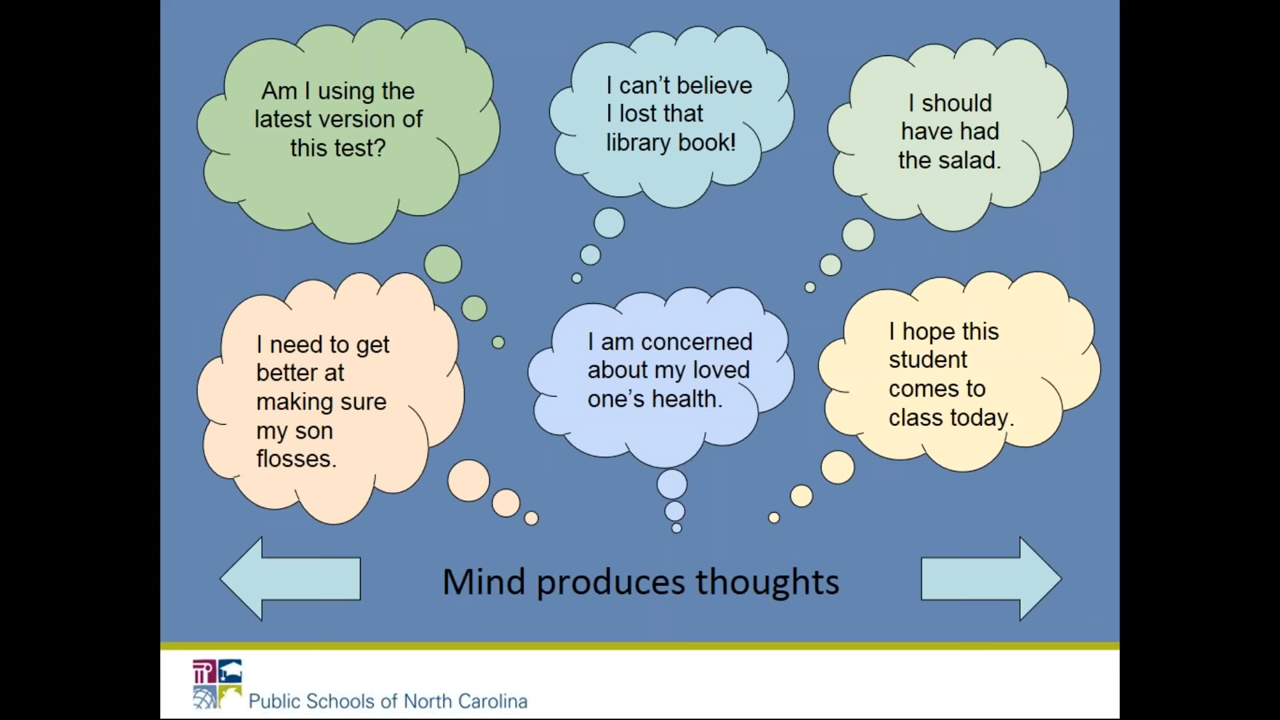 Am I using the
latest version of
this test?
I can't believe
I lost that
library book!
I should
have had
the salad.
I need to get
better at
making sure
my son
flosses.
I am concerned
about my loved
one's health.
I hope this
student
comes to
class today.
Mind produces thoughts
Public Schools of North Carolina